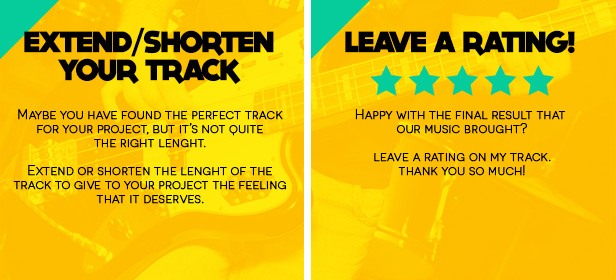 EXTEND/SHORTEN
YOUR TRACK
MAYBE YOU HAVE FOUND THE PERFECT TRACK
FOR YOUR PROJECT, BUT IT'S NOT QUITE
THE RIGHT LENGHT.
EXTEND OR SHORTEN THE LENGHT OF THE
TRACK TO GIVE TO YOUR PROJECT THE FEELING
THAT IT DESERVES.
LEAVE A RATING!
HAPPY WITH THE FINAL RESULT THAT
OUR MUSIC BROUGHT?
LEAVE A RATING ON MY TRACK.
THANK YOU SO MUCH!